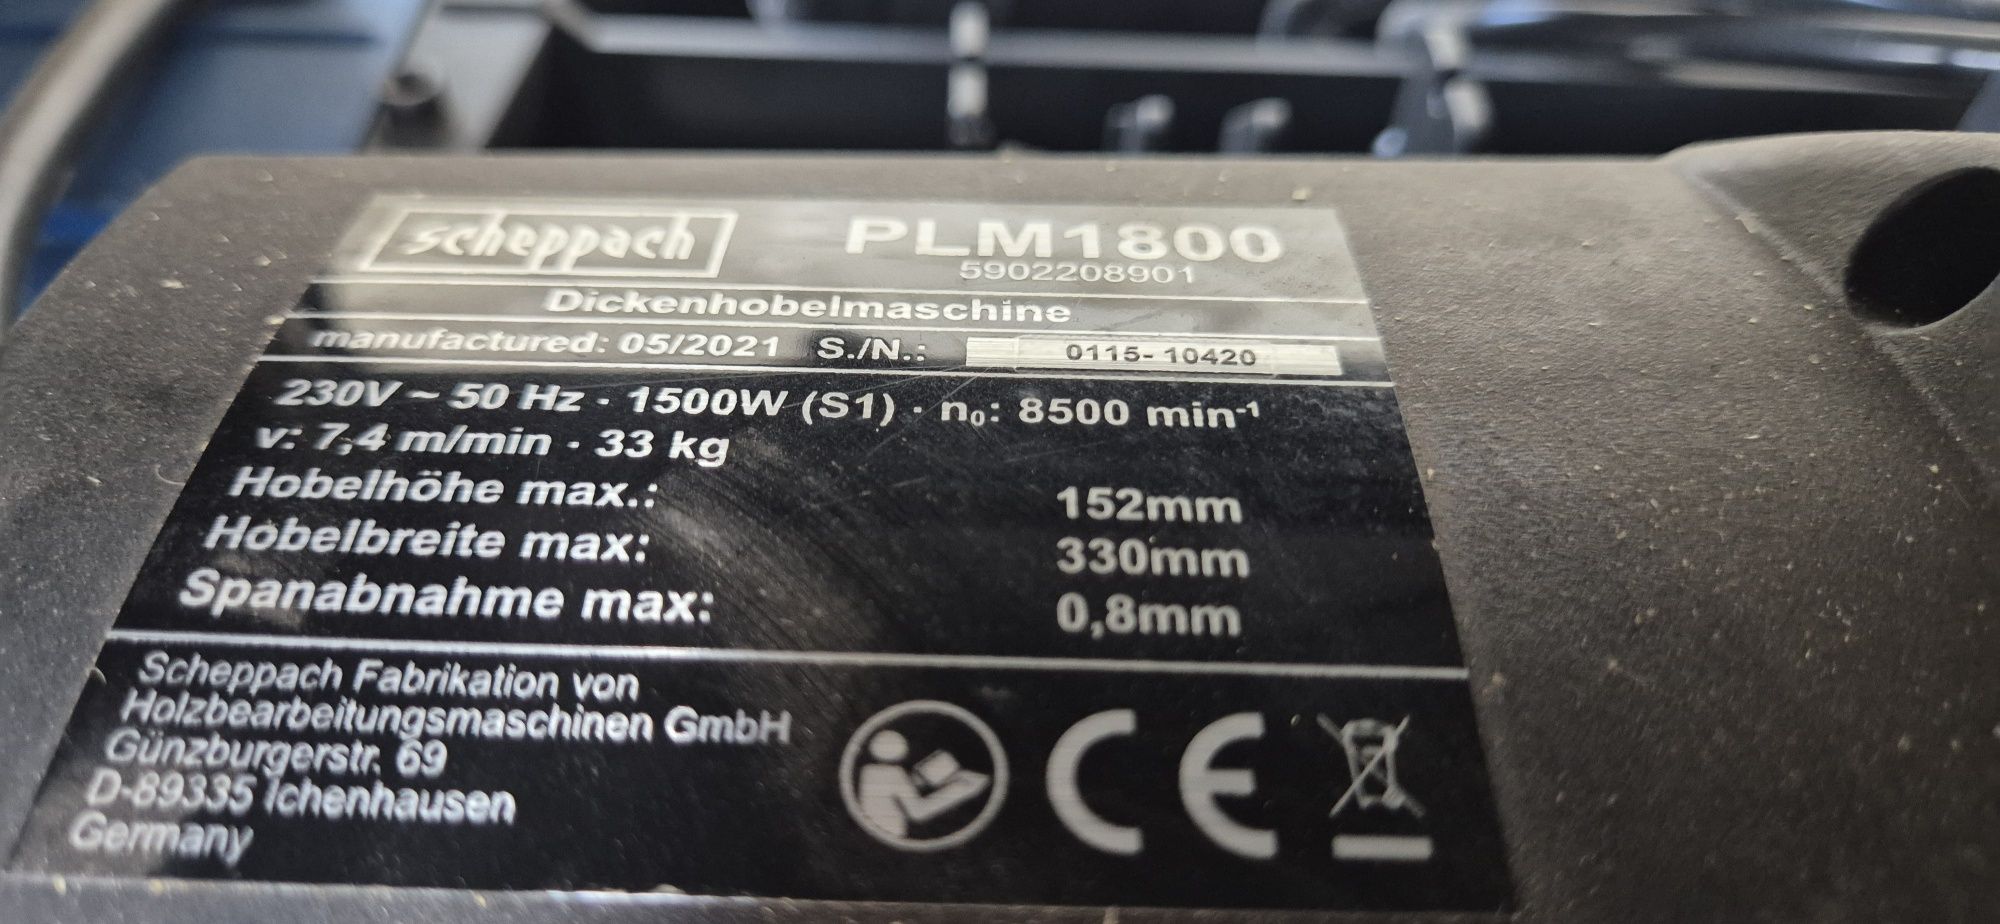 scheppach
PLM1800
5902208901
Dickenhobelmaschine
manufactured: 05/2021 S./N.: 0115- 10420
230V ~ 50 Hz · 1500W (S1) · n₀: 8500 min⁻¹
v: 7,4 m/min · 33 kg
Hobelhöhe max.: 152mm
Hobelbreite max: 330mm
Spanabnahme max: 0,8mm
Scheppach Fabrikation von
Holzbearbeitungsmaschinen GmbH
Günzburgerstr. 69
D-89335 Ichenhausen
Germany
CE